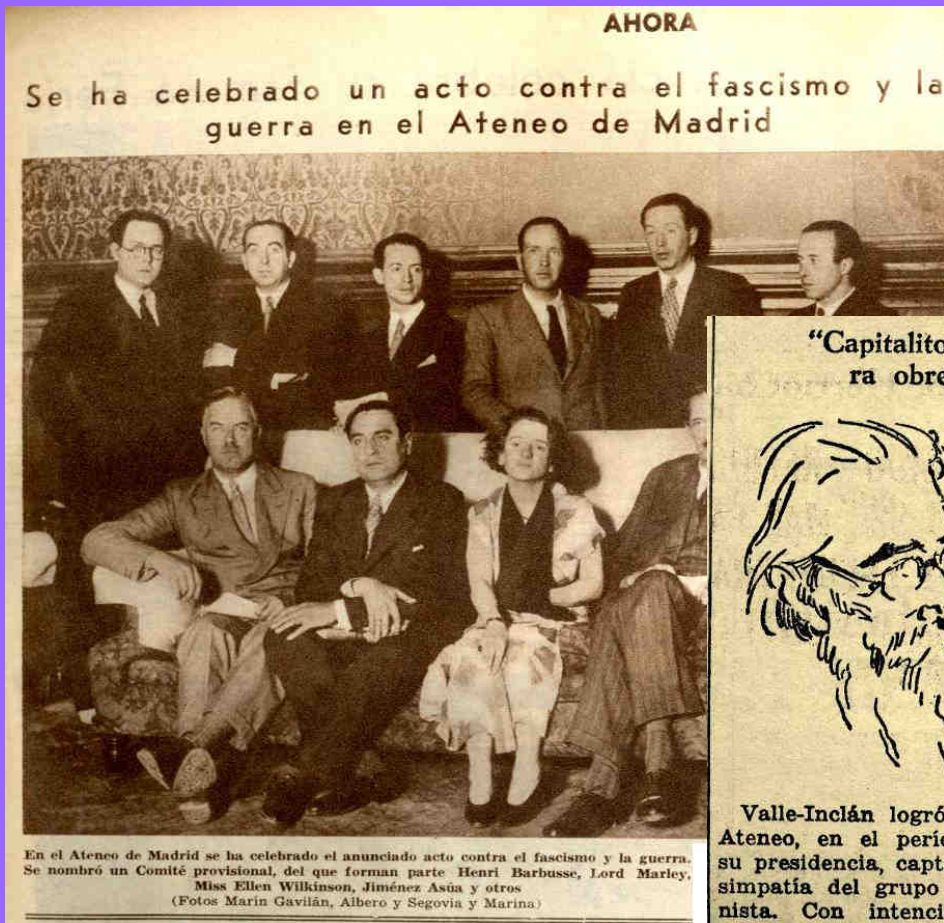 AHORA
Se ha celebrado un acto contra el fascismo y la
guerra en el Ateneo de Madrid
En el Ateneo de Madrid se ha celebrado el anunciado acto contra el fascismo y la guerra.
Se nombró un Comité provisional, del que forman parte Henri Barbusse, Lord Marley,
Miss Ellen Wilkinson, Jiménez Asúa y otros
(Fotos Marín Gavilán, Albero y Segovia y Marina)
"Capitalito
ra obre
Valle-Inclán logró
Ateneo, en el perío
su presidencia, capt
simpatía del grupo
nista. Con intenci